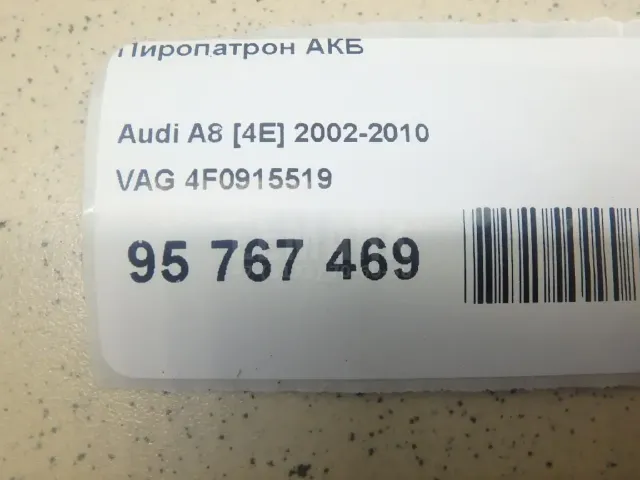 Пиропатрон АКБ
Audi A8 [4E] 2002-2010
VAG 4F0915519
95 767 469